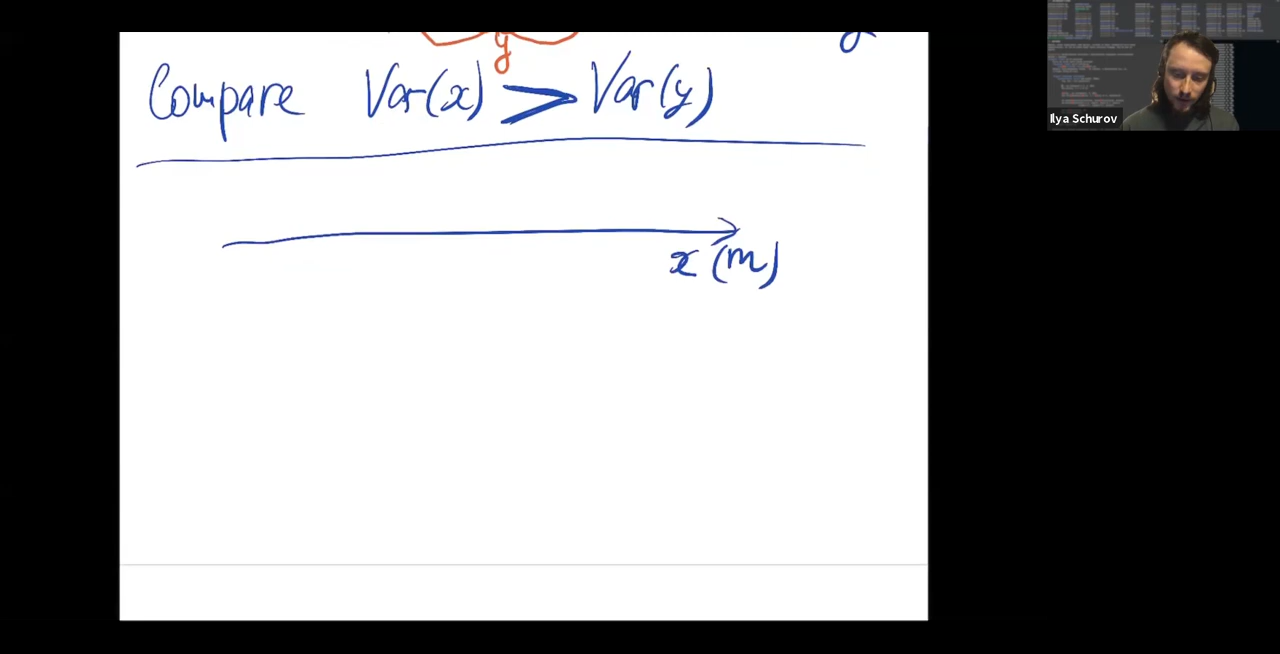 y
Compare Var(x) > Var(y)
x (m)
Ilya Schurov